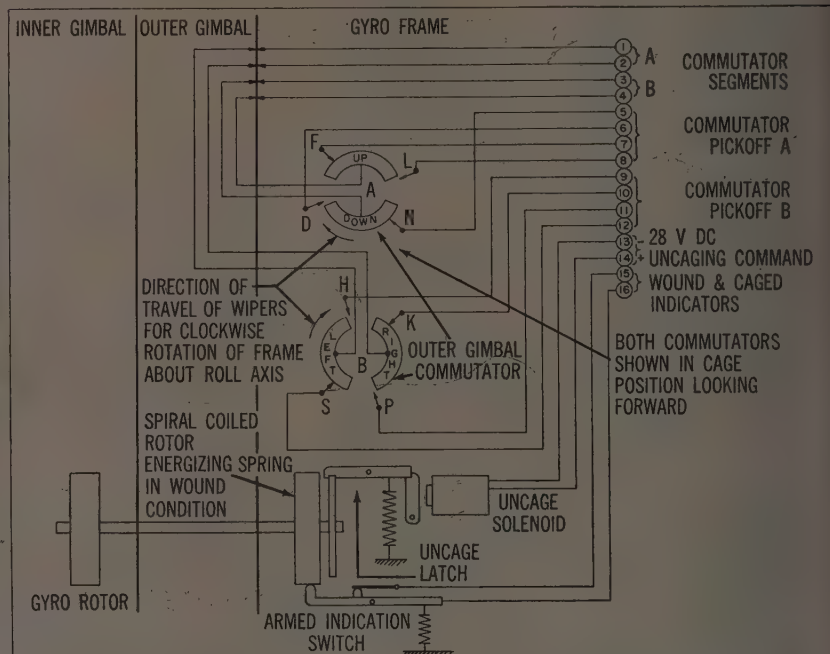 INNER GIMBAL
OUTER GIMBAL
GYRO FRAME
1
2
A
3
4
B
COMMUTATOR
SEGMENTS
5
6
7
8
COMMUTATOR
PICKOFF A
9
10
11
12
COMMUTATOR
PICKOFF B
13
- 28 V DC
14
+ UNCAGING COMMAND
15
16
WOUND & CAGED
INDICATORS
F
UP
L
A
D
DOWN
N
DIRECTION OF
TRAVEL OF WIPERS
FOR CLOCKWISE
ROTATION OF FRAME
ABOUT ROLL AXIS
H
K
LEFT
B
RIGHT
S
P
OUTER GIMBAL
COMMUTATOR
BOTH COMMUTATORS
SHOWN IN CAGE
POSITION LOOKING
FORWARD
SPIRAL COILED
ROTOR
ENERGIZING SPRING
IN WOUND
CONDITION
UNCAGE
SOLENOID
UNCAGE
LATCH
GYRO ROTOR
ARMED INDICATION
SWITCH